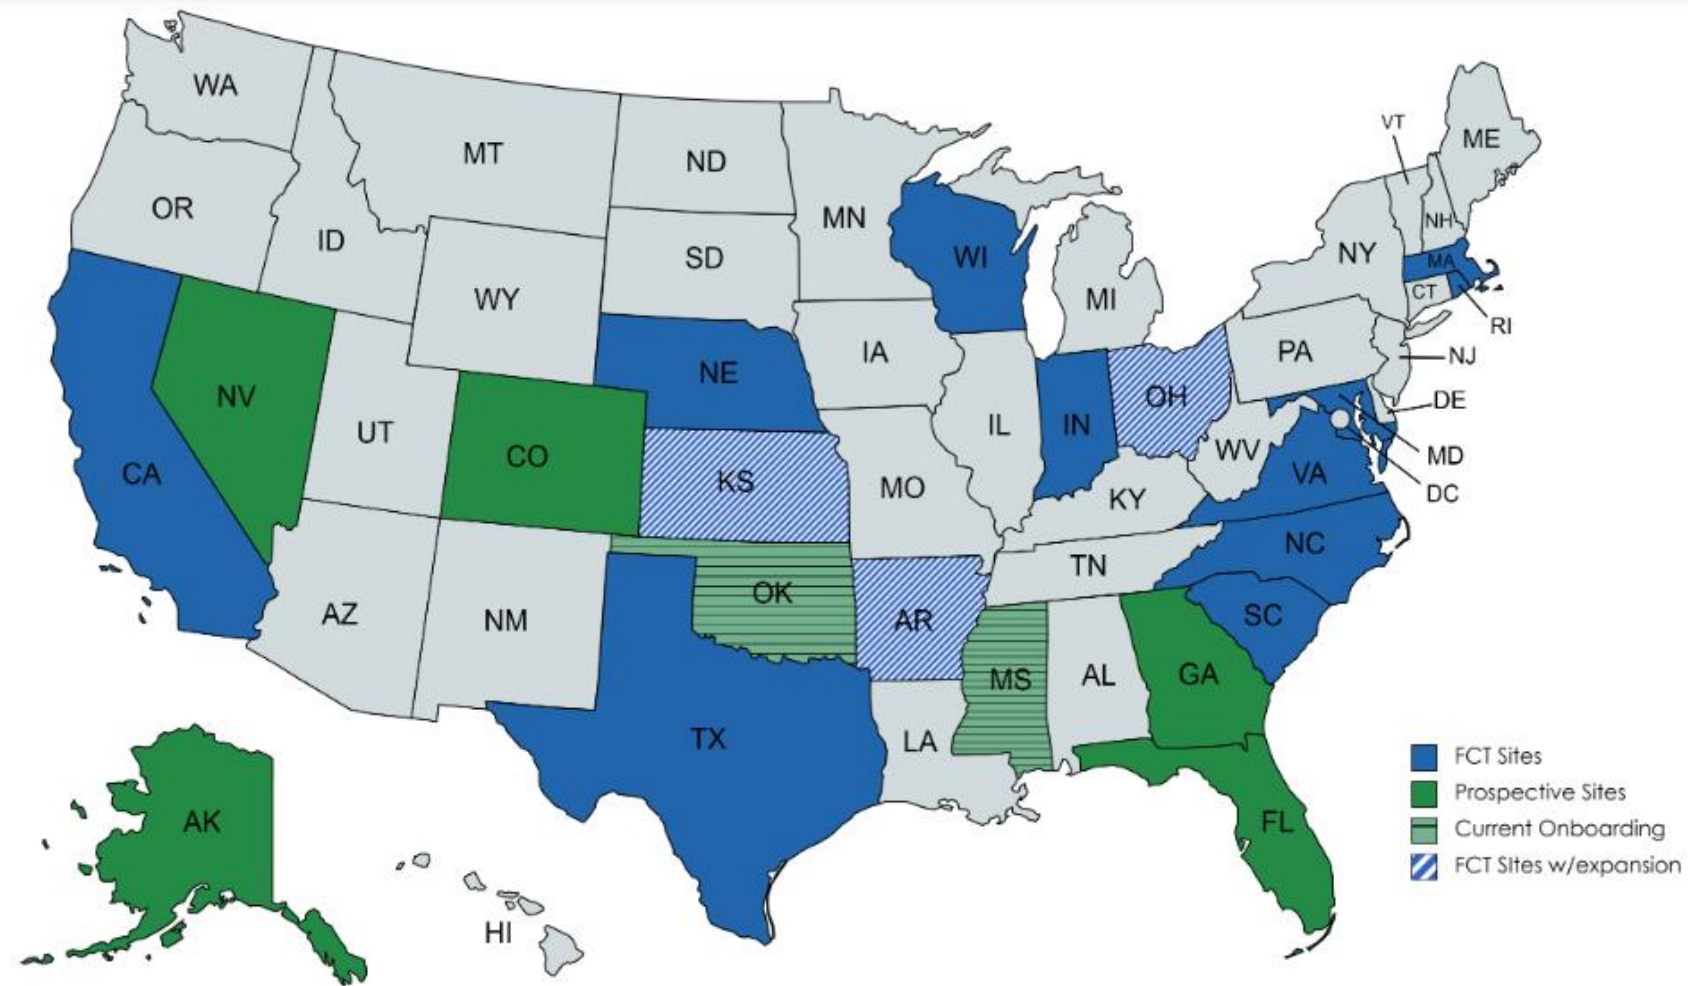 WA
MT
ND
VT
ME
OR
ID
MN
NH
SD
WI
NY
MA
WY
MI
CT
RI
IA
PA
NJ
NE
NV
OH
DE
UT
IL
IN
CO
WV
MD
CA
KS
MO
VA
DC
KY
NC
TN
OK
AZ
NM
AR
SC
MS
AL
GA
TX
LA
FCT Sites
Prospective Sites
AK
FL
Current Onboarding
FCT SItes w/expansion
HI